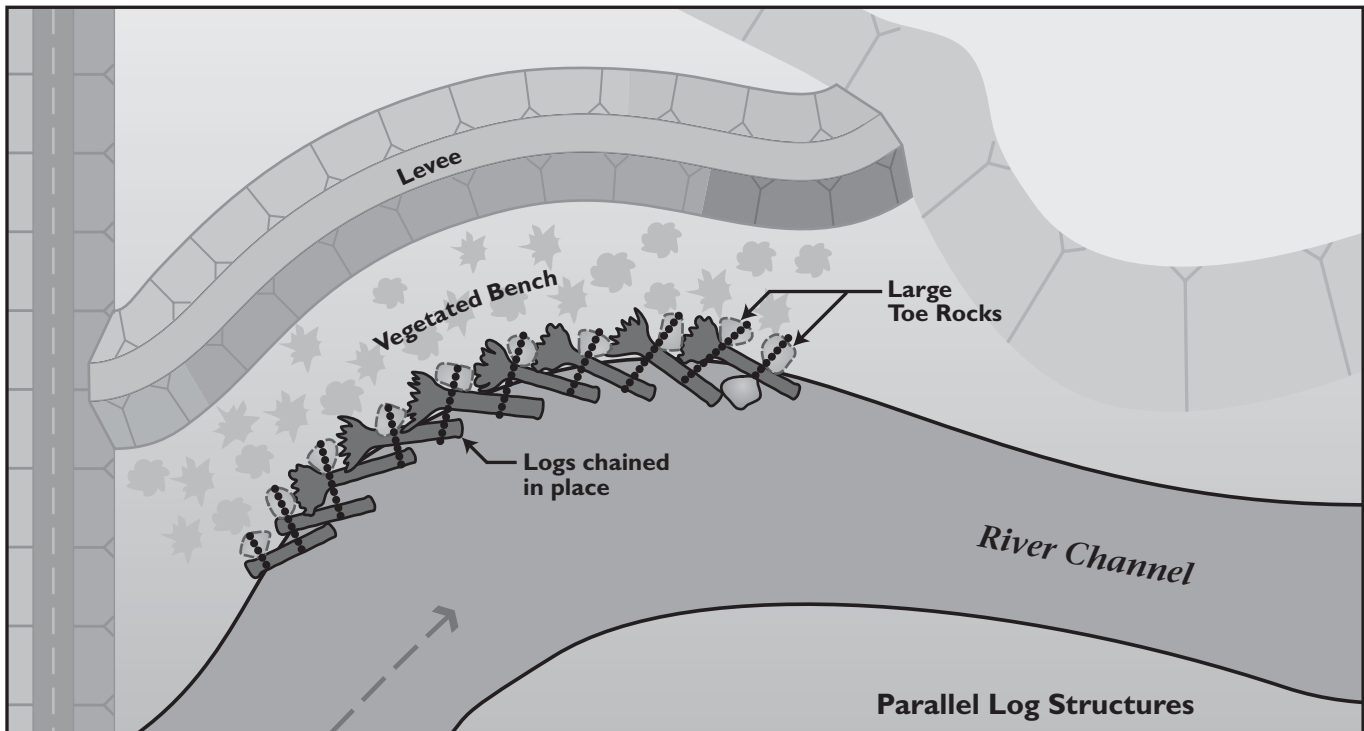 Levee
Vegetated Bench
Large
Toe Rocks
Logs chained
in place
River Channel
Parallel Log Structures